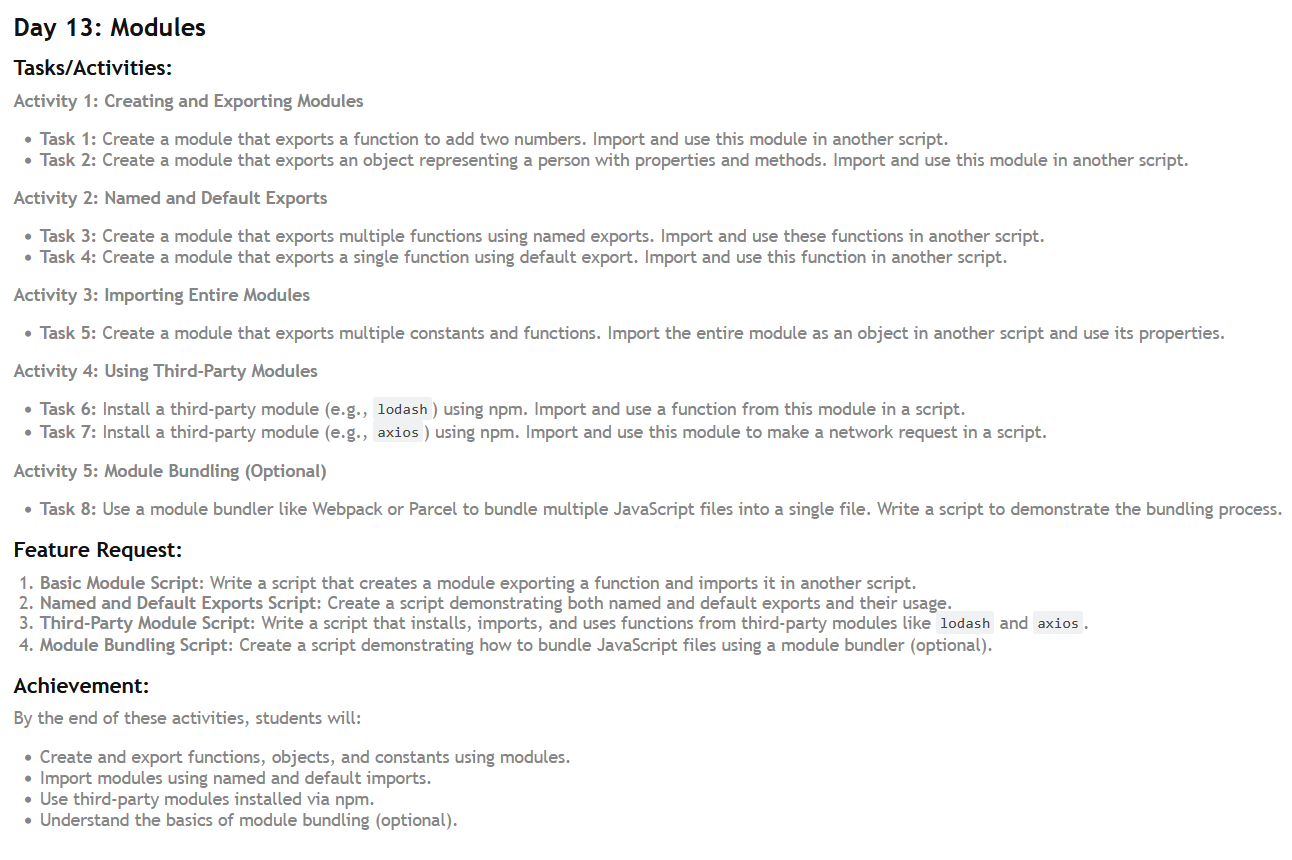 Day 13: Modules
Tasks/Activities:
Activity 1: Creating and Exporting Modules
• Task 1: Create a module that exports a function to add two numbers. Import and use this module in another script.
• Task 2: Create a module that exports an object representing a person with properties and methods. Import and use this module in another script.
Activity 2: Named and Default Exports
• Task 3: Create a module that exports multiple functions using named exports. Import and use these functions in another script.
• Task 4: Create a module that exports a single function using default export. Import and use this function in another script.
Activity 3: Importing Entire Modules
• Task 5: Create a module that exports multiple constants and functions. Import the entire module as an object in another script and use its properties.
Activity 4: Using Third-Party Modules
• Task 6: Install a third-party module (e.g., lodash) using npm. Import and use a function from this module in a script.
• Task 7: Install a third-party module (e.g., axios) using npm. Import and use this module to make a network request in a script.
Activity 5: Module Bundling (Optional)
• Task 8: Use a module bundler like Webpack or Parcel to bundle multiple JavaScript files into a single file. Write a script to demonstrate the bundling process.
Feature Request:
1. Basic Module Script: Write a script that creates a module exporting a function and imports it in another script.
2. Named and Default Exports Script: Create a script demonstrating both named and default exports and their usage.
3. Third-Party Module Script: Write a script that installs, imports, and uses functions from third-party modules like lodash and axios.
4. Module Bundling Script: Create a script demonstrating how to bundle JavaScript files using a module bundler (optional).
Achievement:
By the end of these activities, students will:
• Create and export functions, objects, and constants using modules.
• Import modules using named and default imports.
• Use third-party modules installed via npm.
• Understand the basics of module bundling (optional).